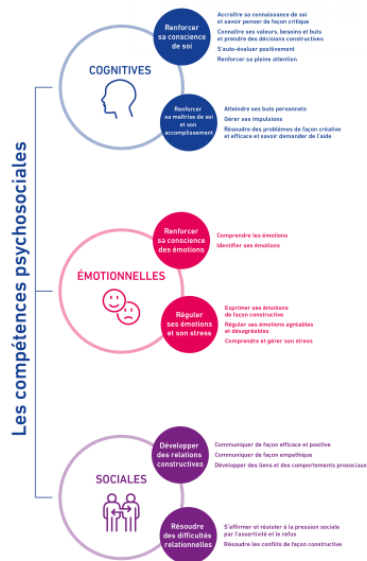 Les compétences psychosociales
COGNITIVES
Renforcer
sa conscience
de soi
Accroître sa connaissance de soi
et savoir penser de façon critique
Connaître ses valeurs, besoins et buts
et prendre des décisions constructives
S'auto-évaluer positivement
Renforcer sa pleine attention
Renforcer
sa maîtrise de soi
et son
accomplissement
Atteindre ses buts personnels
Gérer ses impulsions
Résoudre des problèmes de façon créative
et efficace et savoir demander de l'aide
ÉMOTIONNELLES
Renforcer
sa conscience
des émotions
Comprendre les émotions
Identifier ses émotions
Réguler
ses émotions
et son stress
Exprimer ses émotions
de façon constructive
Réguler ses émotions agréables
et désagréables
Comprendre et gérer son stress
SOCIALES
Développer
des relations
constructives
Communiquer de façon efficace et positive
Communiquer de façon empathique
Développer des liens et des comportements prosociaux
Résoudre
des difficultés
relationnelles
S'affirmer et résister à la pression sociale
par l'assertivité et le refus
Résoudre les conflits de façon constructive